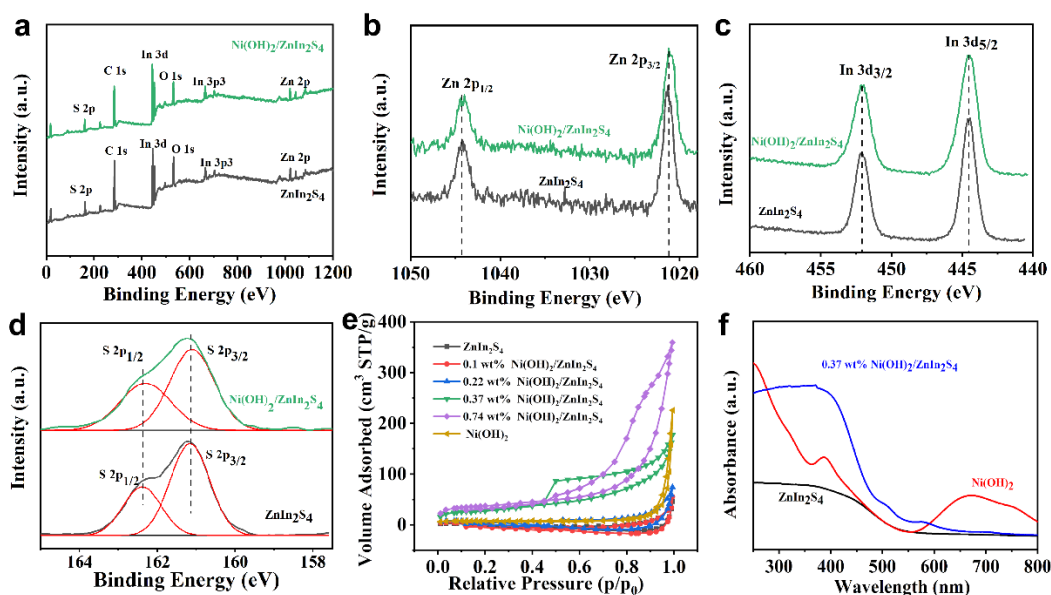 a
Ni(OH)₂/ZnIn₂S₄
In 3d
C 1s
O 1s
In 3p3
Zn 2p
S 2p
In 3d
C 1s
O 1s
In 3p3
Zn 2p
S 2p
ZnIn₂S₄
Intensity (a.u.)
0 200 400 600 800 1000 1200
Binding Energy (eV)
b
Zn 2p₃/₂
Zn 2p₁/₂
Ni(OH)₂/ZnIn₂S₄
ZnIn₂S₄
Intensity (a.u.)
1050 1040 1030 1020
Binding Energy (eV)
c
In 3d₅/₂
In 3d₃/₂
Ni(OH)₂/ZnIn₂S₄
ZnIn₂S₄
Intensity (a.u.)
460 455 450 445 440
Binding Energy (eV)
d
S 2p₁/₂
S 2p₃/₂
Ni(OH)₂/ZnIn₂S₄
S 2p₁/₂
S 2p₃/₂
ZnIn₂S₄
Intensity (a.u.)
164 162 160 158
Binding Energy (eV)
e
ZnIn₂S₄
0.1 wt% Ni(OH)₂/ZnIn₂S₄
0.22 wt% Ni(OH)₂/ZnIn₂S₄
0.37 wt% Ni(OH)₂/ZnIn₂S₄
0.74 wt% Ni(OH)₂/ZnIn₂S₄
Ni(OH)₂
Volume Adsorbed (cm³ STP/g)
400
300
200
100
0
0.0 0.2 0.4 0.6 0.8 1.0
Relative Pressure (p/p₀)
f
0.37 wt% Ni(OH)₂/ZnIn₂S₄
Ni(OH)₂
ZnIn₂S₄
Absorbance (a.u.)
300 400 500 600 700 800
Wavelength (nm)